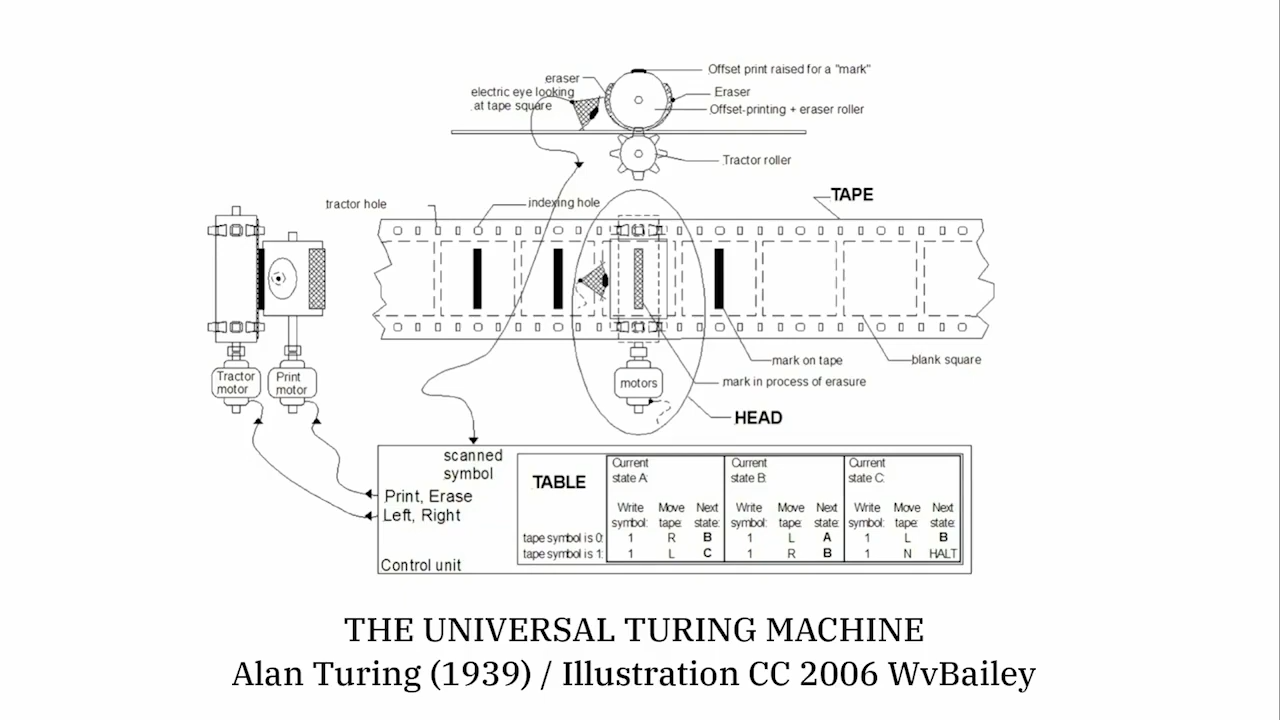 Offset print raised for a "mark"
eraser
electric eye looking
at tape square
Eraser
Offset-printing + eraser roller
Tractor roller
TAPE
tractor hole
indexing hole
mark on tape
blank square
Tractor
motor
Print
motor
motors
mark in process of erasure
HEAD
scanned
symbol
Print, Erase
Left, Right
Control unit
TABLE
Current
state A:
Current
state B:
Current
state C:
Write Move Next Write Move Next Write Move Next
symbol: tape: state: symbol: tape: state: symbol: tape: state:
tape symbol is 0: 1 R B 1 L A 1 L B
tape symbol is 1: 1 L C 1 R B 1 N HALT
THE UNIVERSAL TURING MACHINE
Alan Turing (1939) / Illustration CC 2006 WvBailey